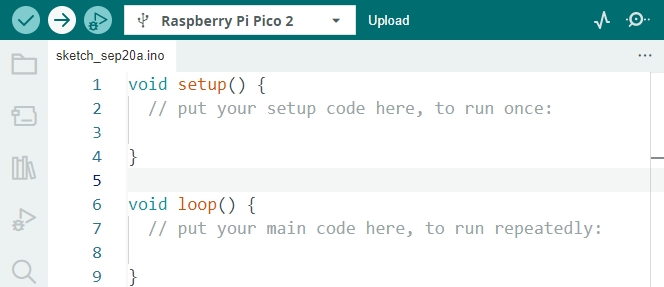 Raspberry Pi Pico 2 Upload
sketch_sep20a.ino ...
1 void setup() {
2 // put your setup code here, to run once:
3
4 }
5
6 void loop() {
7 // put your main code here, to run repeatedly:
8
9 }